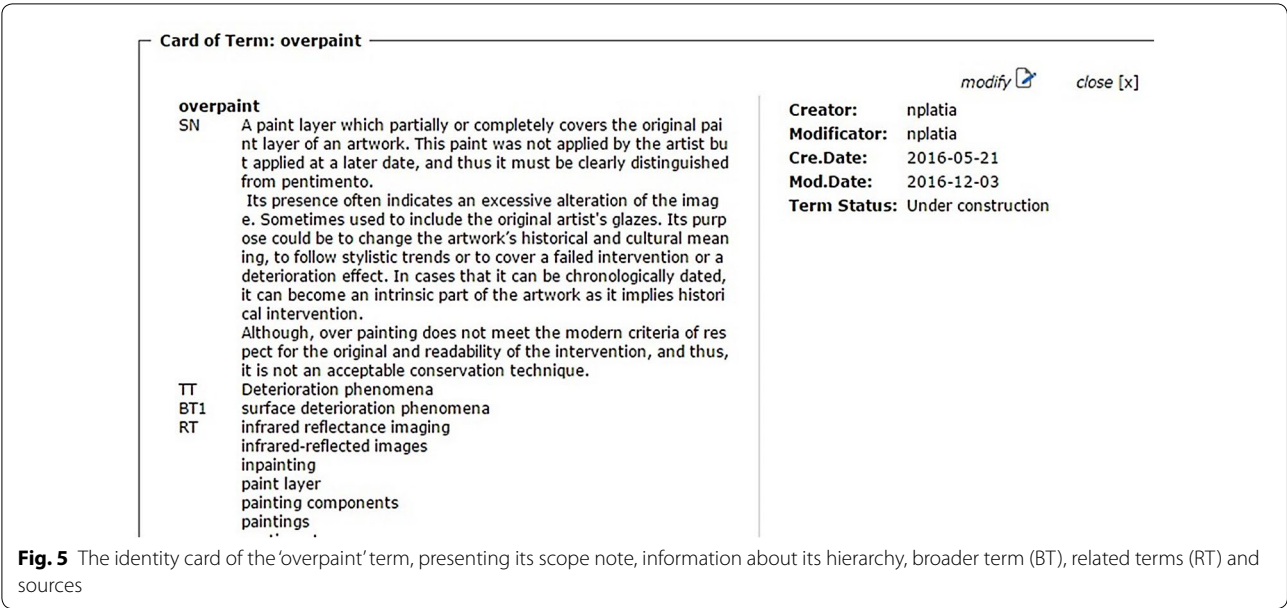 Card of Term: overpaint
modify
close [x]
overpaint
SN A paint layer which partially or completely covers the original pai
nt layer of an artwork. This paint was not applied by the artist bu
t applied at a later date, and thus it must be clearly distinguished
from pentimento.
Its presence often indicates an excessive alteration of the imag
e. Sometimes used to include the original artist's glazes. Its purp
ose could be to change the artwork's historical and cultural mean
ing, to follow stylistic trends or to cover a failed intervention or a
deterioration effect. In cases that it can be chronologically dated,
it can become an intrinsic part of the artwork as it implies histori
cal intervention.
Although, over painting does not meet the modern criteria of res
pect for the original and readability of the intervention, and thus,
it is not an acceptable conservation technique.
TT Deterioration phenomena
BT1 surface deterioration phenomena
RT infrared reflectance imaging
infrared-reflected images
inpainting
paint layer
painting components
paintings
Creator: nplatia
Modificator: nplatia
Cre.Date: 2016-05-21
Mod.Date: 2016-12-03
Term Status: Under construction
Fig. 5 The identity card of the 'overpaint' term, presenting its scope note, information about its hierarchy, broader term (BT), related terms (RT) and
sources